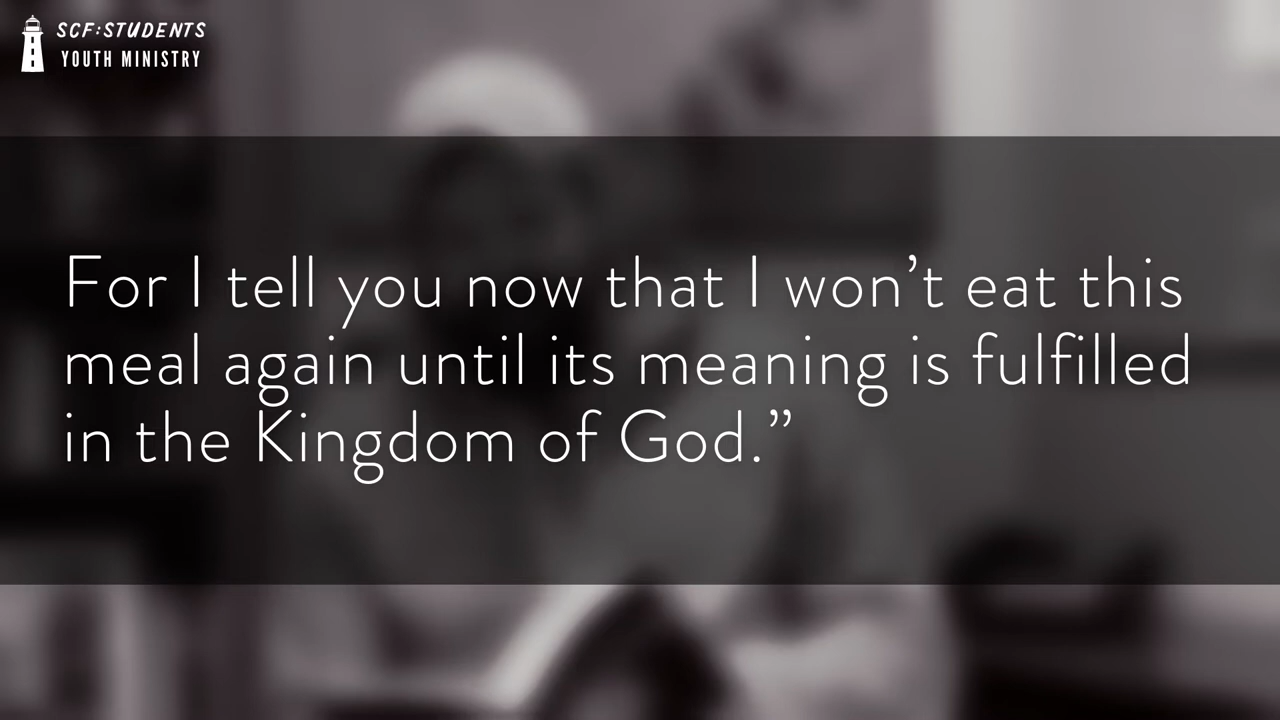 SCF:STUDENTS
YOUTH MINISTRY
For I tell you now that I won’t eat this
meal again until its meaning is fulfilled
in the Kingdom of God.”